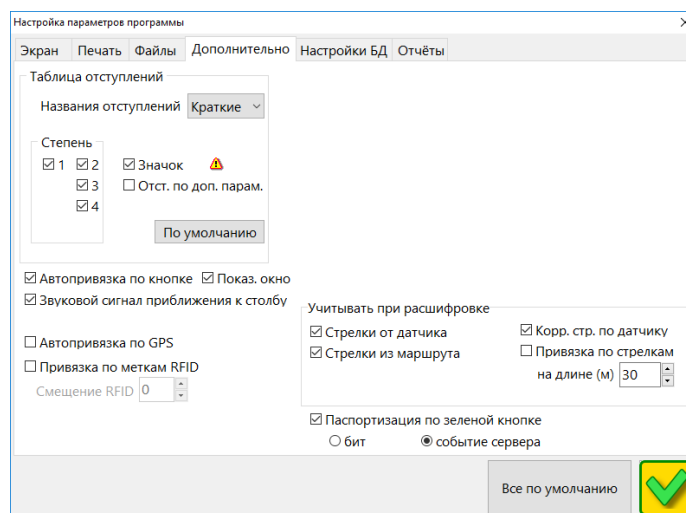 Настройка параметров программы
Экран Печать Файлы Дополнительно Настройки БД Отчёты
Таблица отступлений
Названия отступлений Краткие
Степень
1 2 Значок
3 Отст. по доп. парам.
4
По умолчанию
Автопривязка по кнопке Показ. окно
Звуковой сигнал приближения к столбу
Учитывать при расшифровке
Стрелки от датчика Корр. стр. по датчику
Автопривязка по GPS
Стрелки из маршрута Привязка по стрелкам
Привязка по меткам RFID
на длине (м) 30
Смещение RFID 0
Паспортизация по зеленой кнопке
бит событие сервера
Все по умолчанию